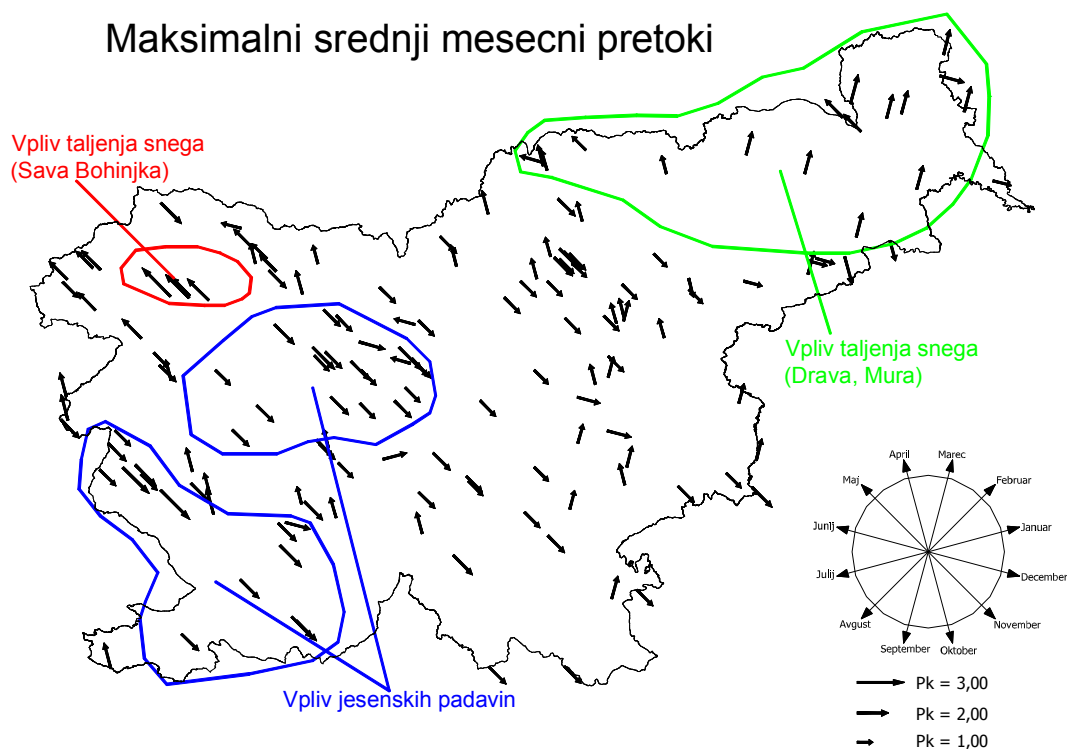 Maksimalni srednji mesecni pretoki
Vpliv taljenja snega
(Sava Bohinjka)
Vpliv taljenja snega
(Drava, Mura)
Vpliv jesenskih padavin
April
Marec
Maj
Februar
Junij
Januar
Julij
December
Avgust
November
September
Oktober
Pk = 3,00
Pk = 2,00
Pk = 1,00